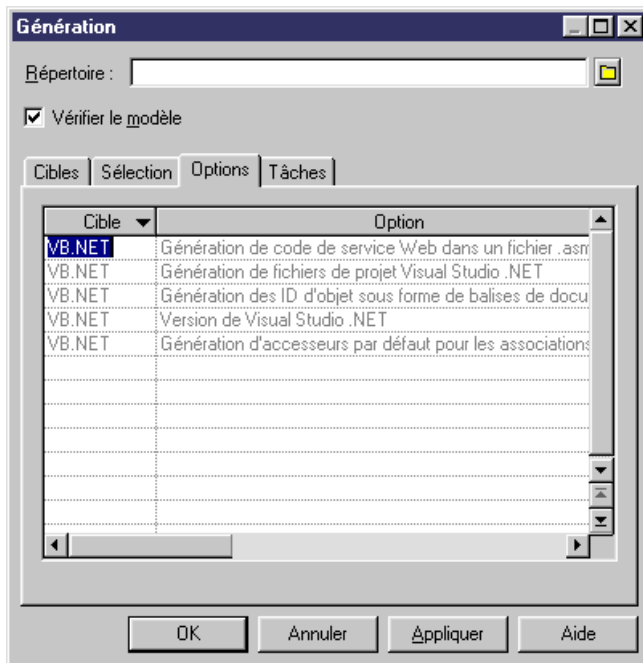 Génération
Répertoire :
Vérifier le modèle
Cibles Sélection Options Tâches
Cible Option
VB.NET Génération de code de service Web dans un fichier .asm
VB.NET Génération de fichiers de projet Visual Studio .NET
VB.NET Génération des ID d'objet sous forme de balises de docu
VB.NET Version de Visual Studio .NET
VB.NET Génération d'accesseurs par défaut pour les associations
OK Annuler Appliquer Aide